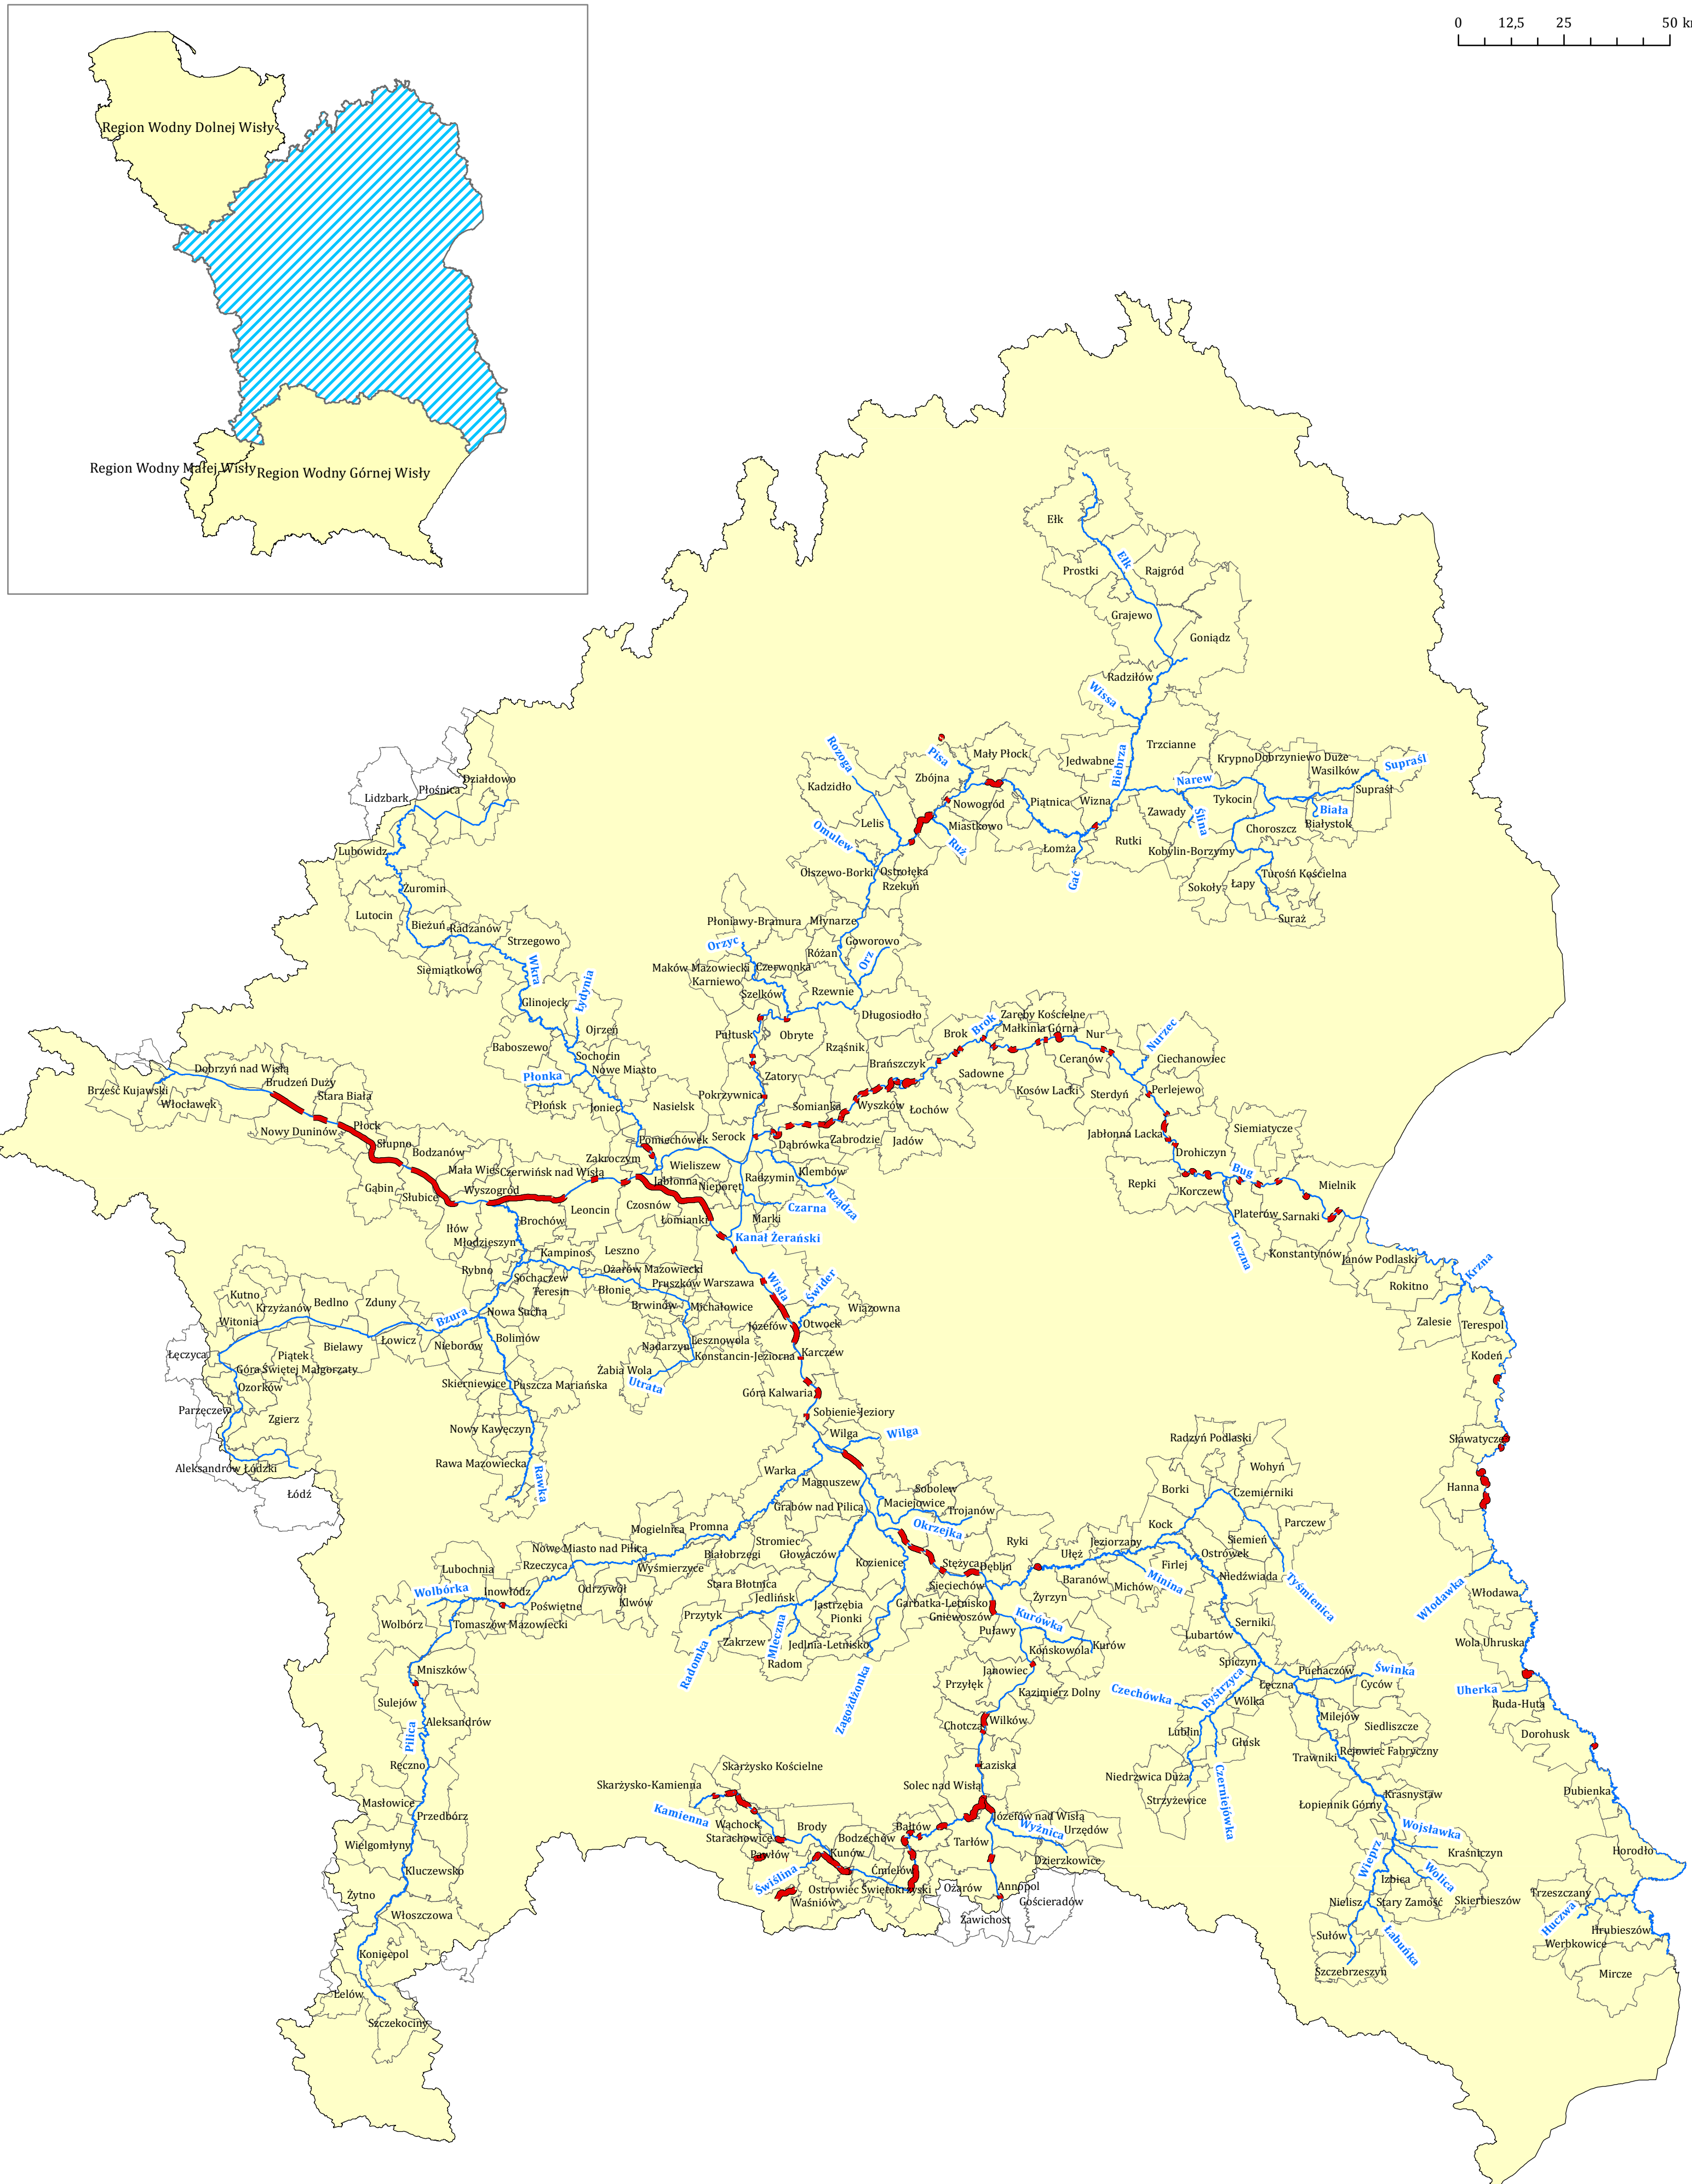 0 12,5 25 50 k
Region Wodny Dolnej Wisły
Region Wodny Małej Wisły
Region Wodny Górnej Wisły
Ełk
Ełk
Prostki
Rajgród
Grajewo
Goniądz
Radziłów
Wissa
Biebrza
Trzcianne
Jedwabne
Mały Płock
Pisa
Rozoga
Zbójna
Kadzidło
Krypno
Dobrzyniewo Duże
Wasilków
Supraśl
Supraśl
Narew
Tykocin
Biała
Białystok
Choroszcz
Zawady
Ślina
Wizna
Piątnica
Nowogród
Miastkowo
Ruż
Lelis
Omulew
Łomża
Gać
Rutki
Kobylin-Borzymy
Sokoły
Łapy
Turośń Kościelna
Suraż
Olszewo-Borki
Ostrołęka
Rzekuń
Działdowo
Płośnica
Lidzbark
Lubowidz
Żuromin
Lutocin
Bieżuń
Radzanów
Strzegowo
Siemiątkowo
Wkra
Łydynia
Glinojeck
Ojrzeń
Baboszewo
Sochocin
Nowe Miasto
Płonka
Płońsk
Joniec
Nasielsk
Płoniawy-Bramura
Młynarze
Orzyc
Goworowo
Różan
Orz
Maków Mazowiecki
Czerwonka
Karniewo
Szelków
Rzewnie
Długosiodło
Pułtusk
Obryte
Rząśnik
Zatory
Pokrzywnica
Brańszczyk
Brok
Brok
Zaręby Kościelne
Małkinia Górna
Nur
Nurzec
Ciechanowiec
Ceranów
Sadowne
Kosów Lacki
Sterdyń
Perlejewo
Somianka
Wyszków
Łochów
Zabrodzie
Jadów
Dąbrówka
Serock
Pomiechówek
Zakroczym
Wieliszew
Jabłonna
Nieporęt
Radzymin
Klembów
Rządza
Czarna
Marki
Kanał Żerański
Jabłonna Lacka
Siemiatycze
Drohiczyn
Bug
Repki
Korczew
Mielnik
Platerów
Sarnaki
Toczna
Konstantynów
Janów Podlaski
Krzna
Rokitno
Zalesie
Terespol
Kodeń
Sławatycze
Hanna
Dobrzyń nad Wisłą
Brześć Kujawski
Włocławek
Brudzeń Duży
Stara Biała
Nowy Duninów
Płock
Słupno
Bodzanów
Mała Wieś
Czerwińsk nad Wisłą
Gąbin
Słubice
Wyszogród
Leoncin
Czosnów
Łomianki
Iłów
Brochów
Młodzieszyn
Rybno
Kampinos
Leszno
Ożarów Mazowiecki
Sochaczew
Teresin
Błonie
Pruszków
Warszawa
Brwinów
Michałowice
Wisła
Świder
Wiązowna
Józefów
Otwock
Nadarzyn
Lesznowola
Konstancin-Jeziorna
Karczew
Żabia Wola
Utrata
Góra Kalwaria
Sobienie-Jeziory
Wilga
Wilga
Kutno
Krzyżanów
Bedlno
Zduny
Witonia
Bzura
Nowa Sucha
Łęczyca
Piątek
Bielawy
Łowicz
Nieborów
Bolimów
Góra Świętej Małgorzaty
Ozorków
Parzęczew
Zgierz
Skierniewice
Puszcza Mariańska
Nowy Kawęczyn
Rawa Mazowiecka
Rawka
Aleksandrów Łódzki
Łódź
Warka
Magnuszew
Grabów nad Pilicą
Maciejowice
Sobolew
Trojanów
Okrzejka
Mogielnica
Promna
Stromiec
Białobrzegi
Głowaczów
Kozienice
Nowe Miasto nad Pilicą
Rzeczyca
Wyśmierzyce
Lubochnia
Wolbórka
Inowłódz
Odrzywół
Klwów
Poświętne
Wolbórz
Tomaszów Mazowiecki
Stara Błotnica
Jedlińsk
Przytyk
Jastrzębia
Pionki
Zakrzew
Mleczna
Jedlnia-Letnisko
Radom
Radomka
Zagożdżonka
Stężyca
Dęblin
Ryki
Sieciechów
Garbatka-Letnisko
Gniewoszów
Puławy
Żyrzyn
Ułęż
Baranów
Jeziorzany
Michów
Minina
Kock
Firlej
Borki
Radzyń Podlaski
Wohyń
Czemierniki
Parczew
Siemień
Ostrówek
Niedźwiada
Tyśmienica
Kurówka
Końskowola
Kurów
Janowiec
Przyłęk
Kazimierz Dolny
Chotcza
Wilków
Lubartów
Serniki
Spiczyn
Łęczna
Puchaczów
Świnka
Cyców
Bystrzyca
Czechówka
Wólka
Lublin
Głusk
Milejów
Siedliszcze
Trawniki
Rejowiec Fabryczny
Niedrzwica Duża
Strzyżewice
Czerniejówka
Łopiennik Górny
Krasnystaw
Wojsławka
Kraśniczyn
Wieprz
Wolica
Izbica
Nielisz
Stary Zamość
Skierbieszów
Sułów
Łabuńka
Szczebrzeszyn
Włodawka
Włodawa
Wola Uhruska
Uherka
Ruda-Huta
Dorohusk
Dubienka
Horodło
Trzeszczany
Huczwa
Hrubieszów
Werbkowice
Mircze
Mniszków
Sulejów
Pilica
Aleksandrów
Ręczno
Masłowice
Przedbórz
Wielgomłyny
Kluczewsko
Żytno
Włoszczowa
Koniecpol
Lelów
Szczekociny
Skarżysko Kościelne
Skarżysko-Kamienna
Kamienna
Wąchock
Starachowice
Brody
Pawłów
Kunów
Bodzechów
Bałtów
Świślina
Waśniów
Ostrowiec Świętokrzyski
Ćmielów
Ożarów
Tarłów
Solec nad Wisłą
Łaziska
Józefów nad Wisłą
Wyżnica
Urzędów
Dzierzkowice
Annopol
Gościeradów
Zawichost